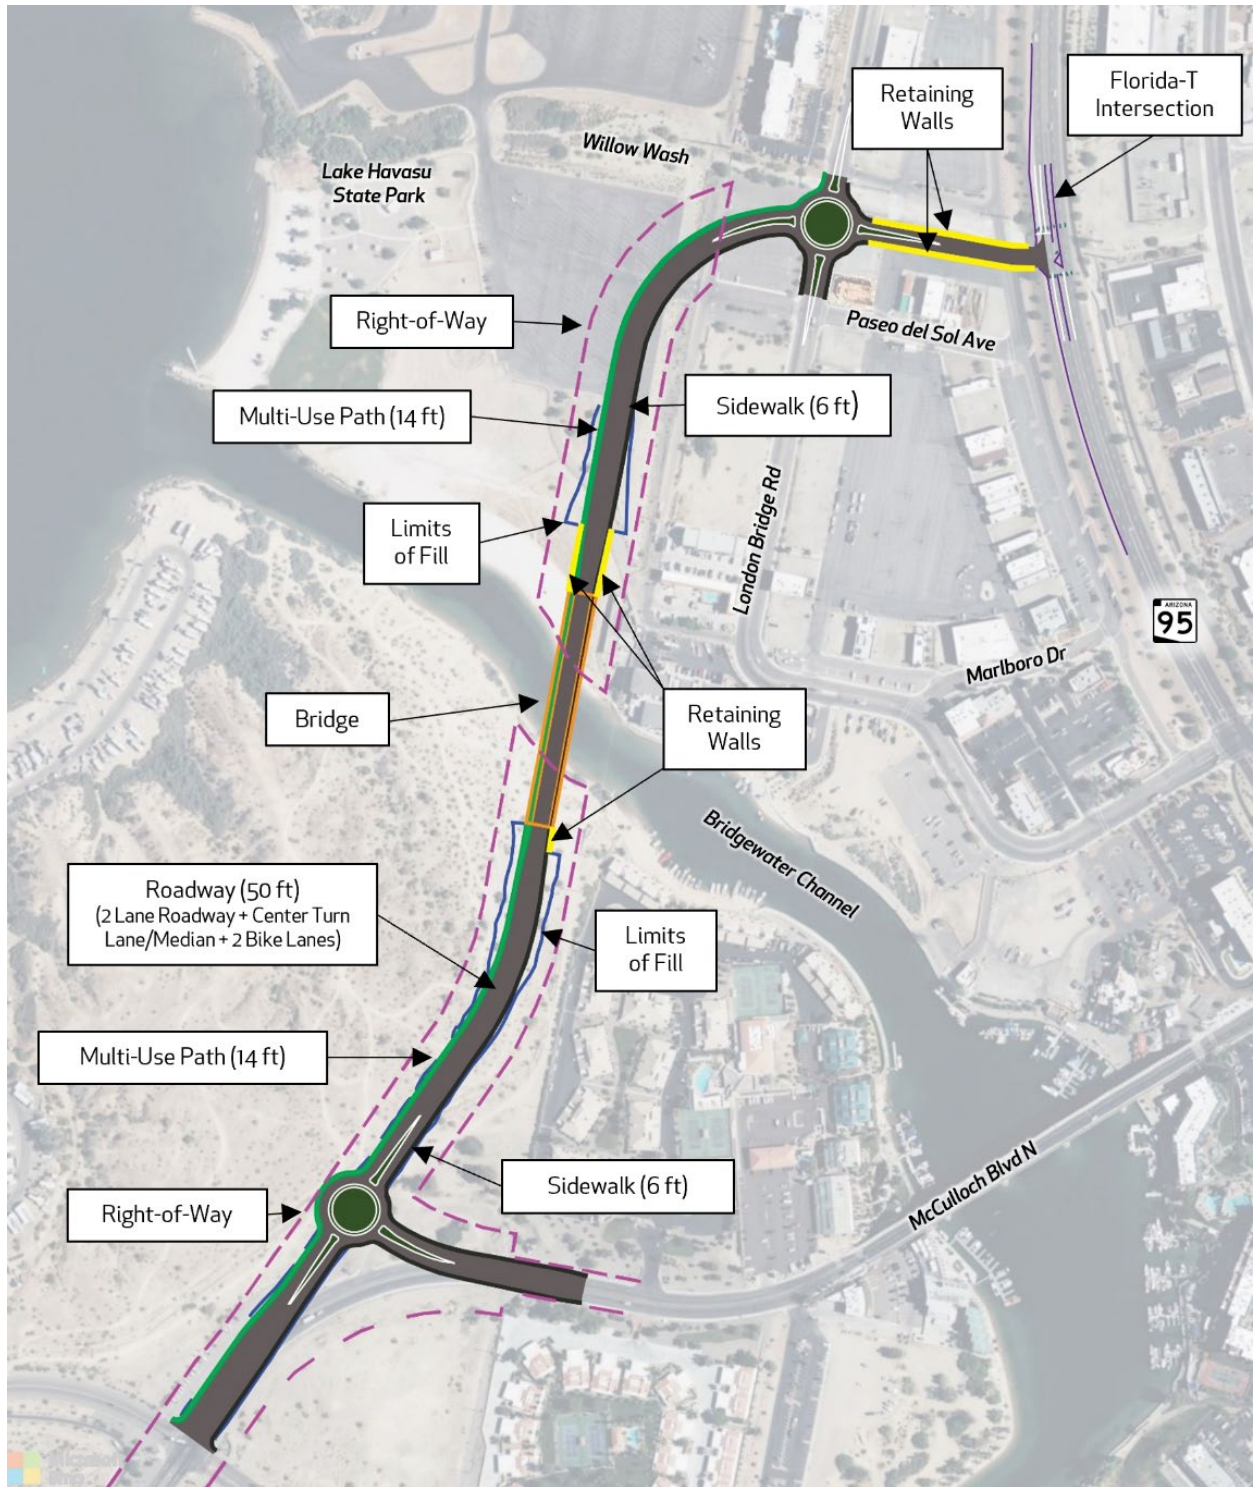 Retaining
Walls
Florida-T
Intersection
Willow Wash
Lake Havasu
State Park
Right-of-Way
Paseo del Sol Ave
Multi-Use Path (14 ft)
Sidewalk (6 ft)
London Bridge Rd
Limits
of Fill
ARIZONA
95
Marlboro Dr
Bridge
Retaining
Walls
Bridgewater Channel
Roadway (50 ft)
(2 Lane Roadway + Center Turn
Lane/Median + 2 Bike Lanes)
Limits
of Fill
Multi-Use Path (14 ft)
Sidewalk (6 ft)
McCulloch Blvd N
Right-of-Way